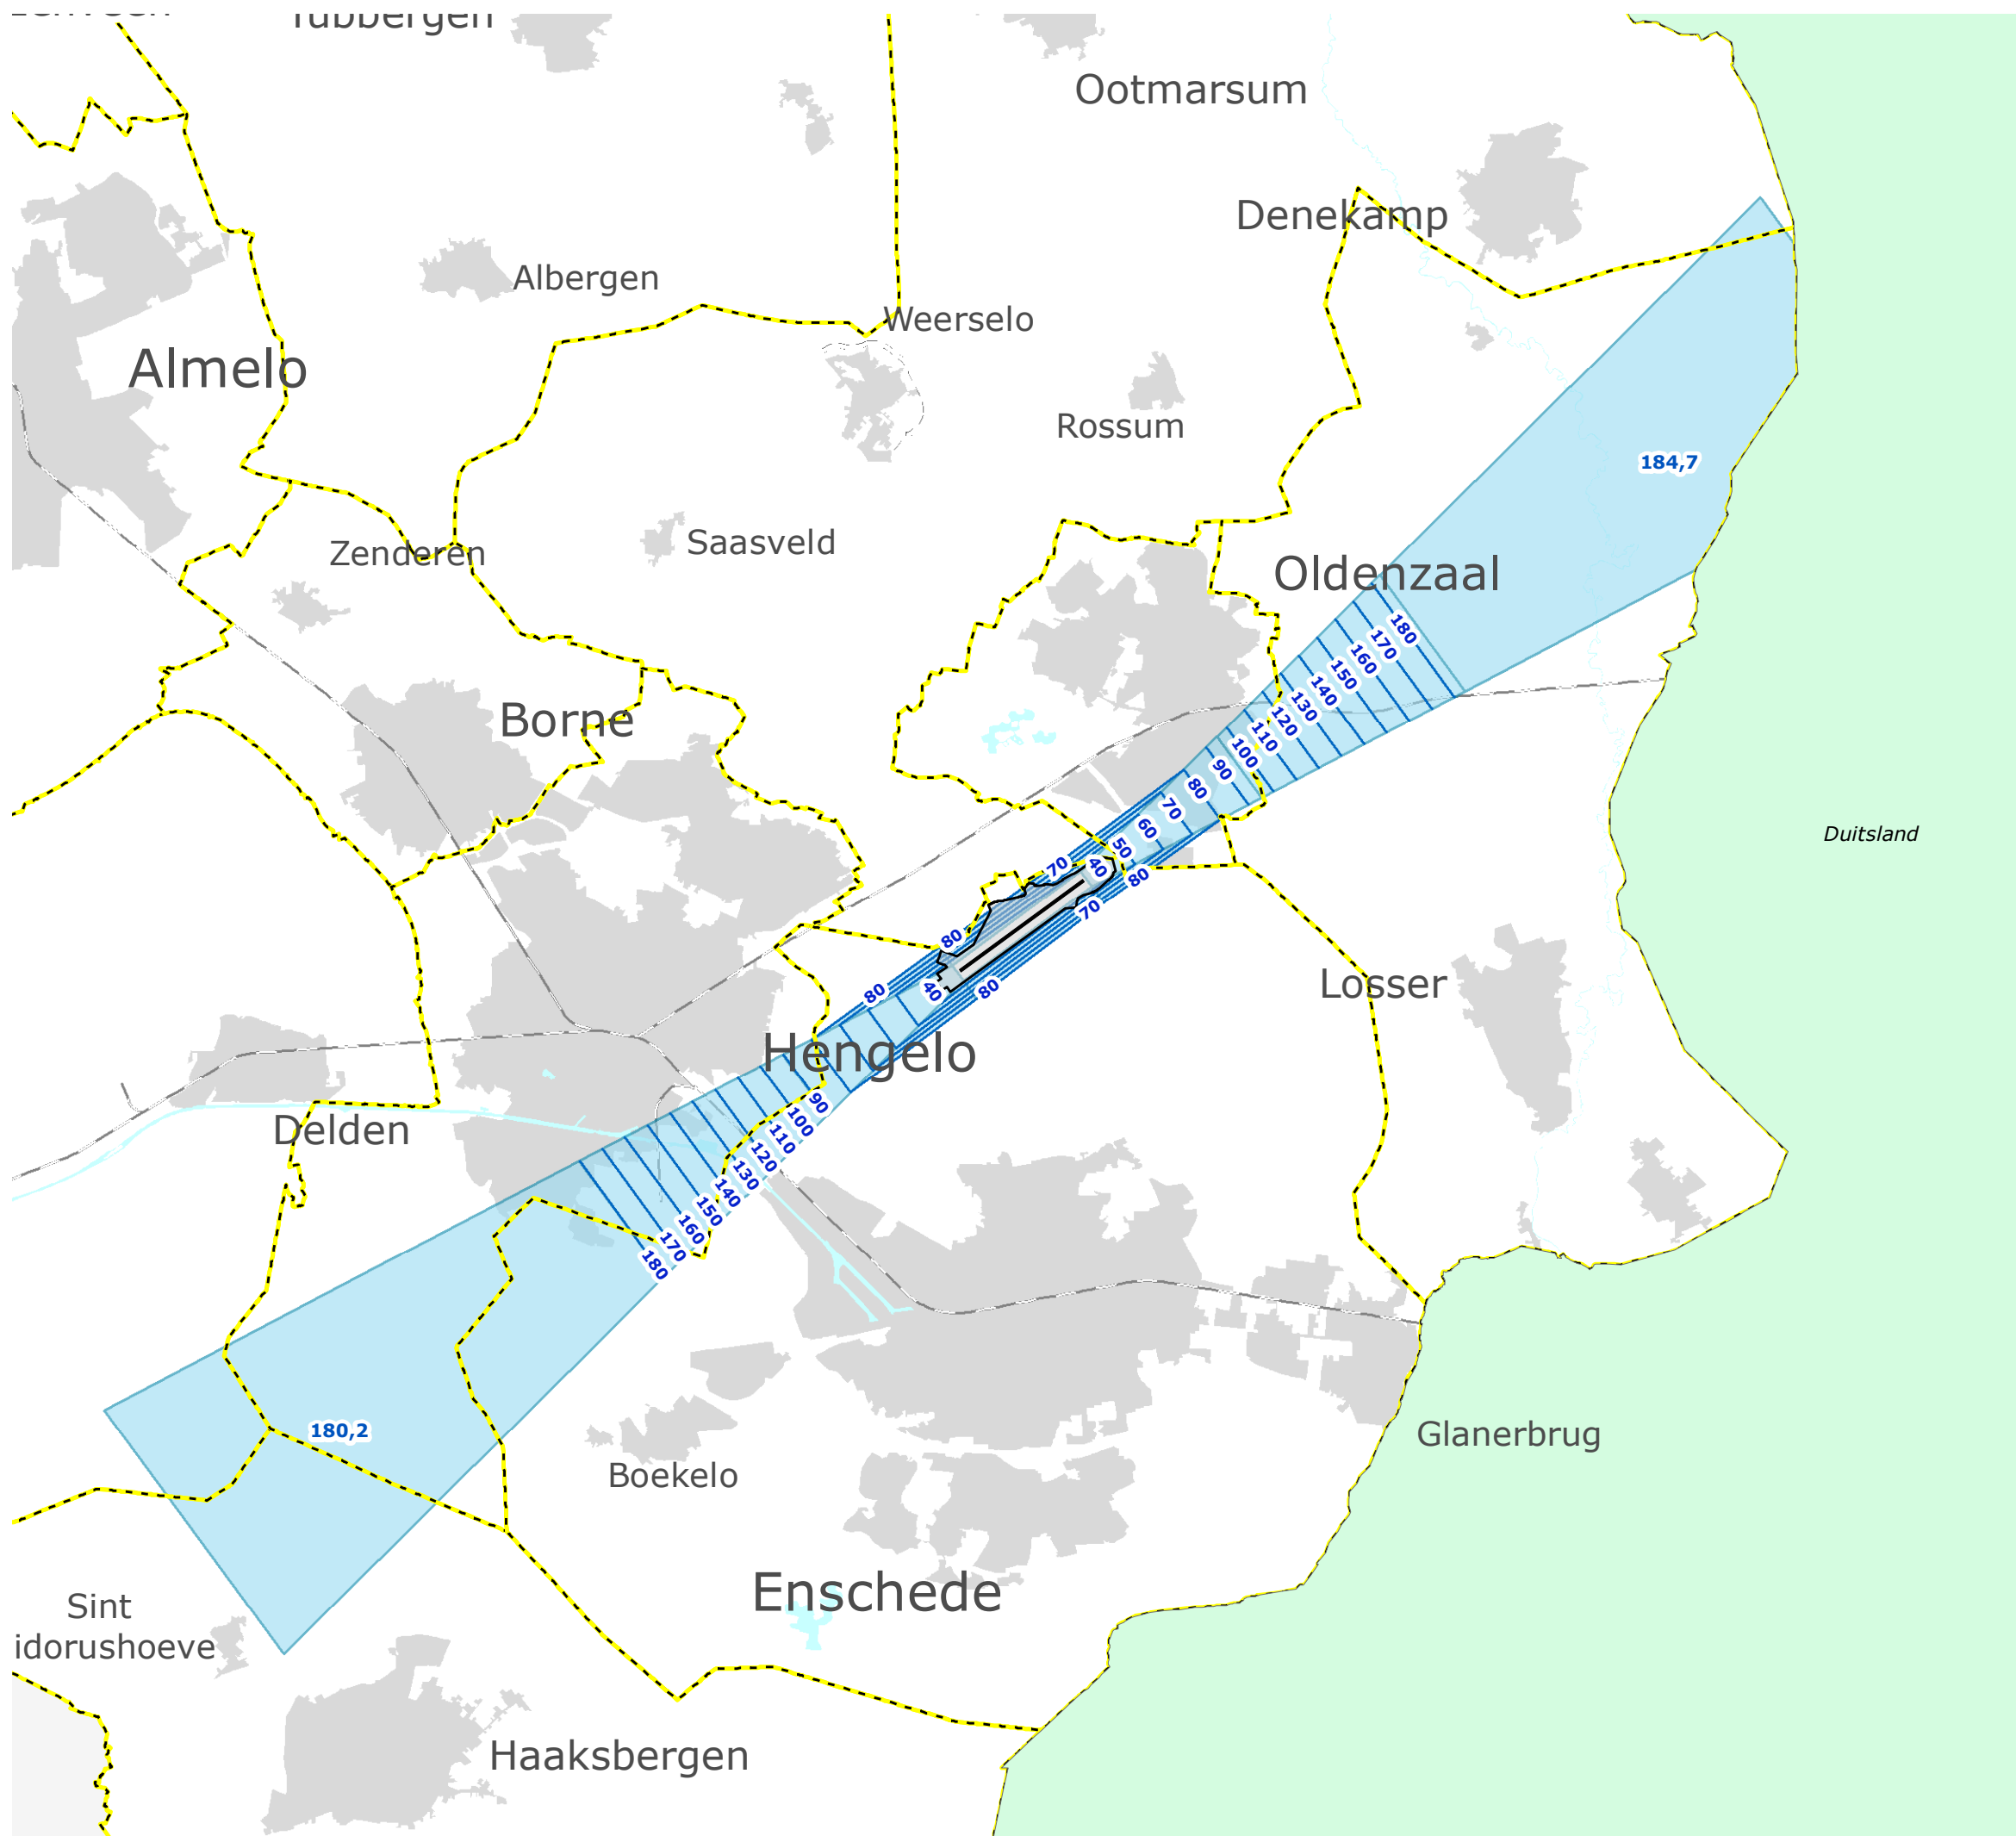 Tubbergen
Ootmarsum
Denekamp
Albergen
Weerselo
Almelo
Rossum
184,7
Saasveld
Zenderen
Oldenzaal
180
170
160
150
140
130
120
110
100
90
80
70
60
50
40
Borne
Duitsland
70
80
70
80
80
80
40
Losser
Hengelo
Delden
90
100
110
120
130
140
150
160
170
180
180,2
Glanerbrug
Boekelo
Enschede
Sint
idorushoeve
Haaksbergen